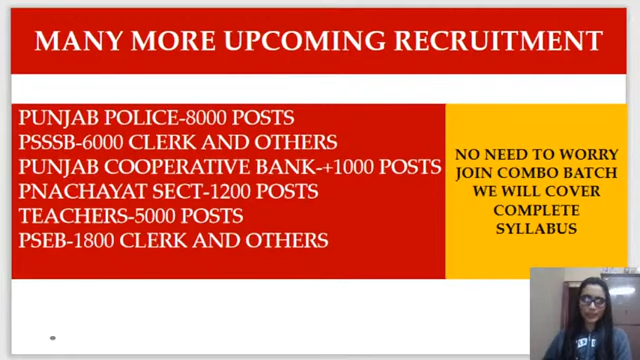 MANY MORE UPCOMING RECRUITMENT
PUNJAB POLICE-8000 POSTS
PSSSB-6000 CLERK AND OTHERS
PUNJAB COOPERATIVE BANK-+1000 POSTS
PNACHAYAT SECT-1200 POSTS
TEACHERS-5000 POSTS
PSEB-1800 CLERK AND OTHERS
NO NEED TO WORRY
JOIN COMBO BATCH
WE WILL COVER
COMPLETE
SYLLABUS